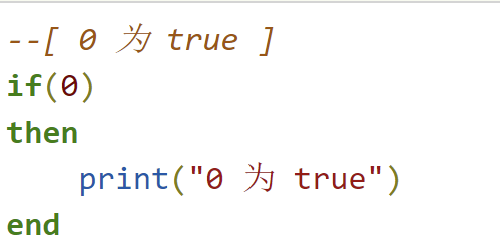 --[ 0 为 true ]
if(0)
then
    print("0 为 true")
end